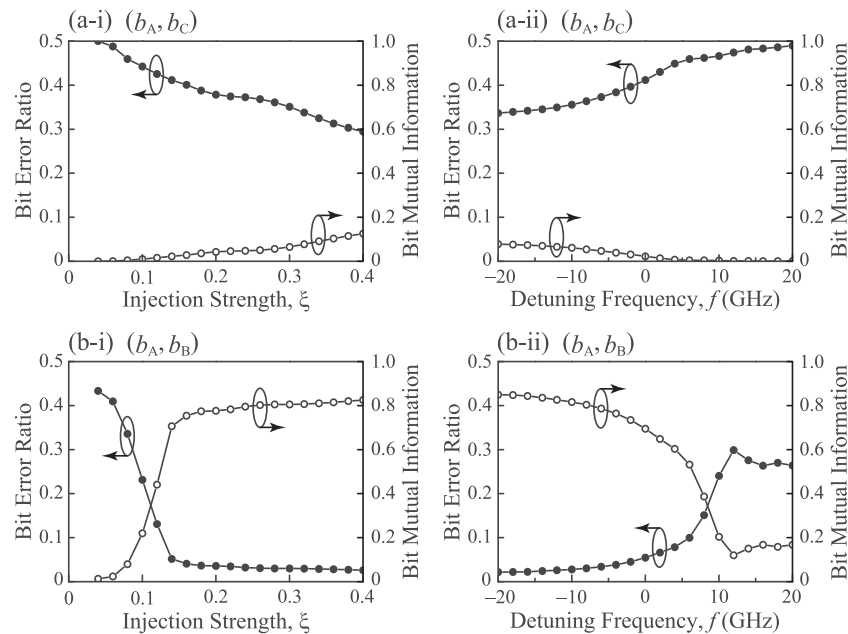 (a-i) (bA, bC)
0.5
0.4
0.3
0.2
0.1
0
1.0
0.8
0.6
0.4
0.2
0
Bit Error Ratio
Bit Mutual Information
0 0.1 0.2 0.3 0.4
Injection Strength, ξ
(a-ii) (bA, bC)
0.5
0.4
0.3
0.2
0.1
0
1.0
0.8
0.6
0.4
0.2
0
Bit Error Ratio
Bit Mutual Information
−20 −10 0 10 20
Detuning Frequency, f (GHz)
(b-i) (bA, bB)
0.5
0.4
0.3
0.2
0.1
0
1.0
0.8
0.6
0.4
0.2
0
Bit Error Ratio
Bit Mutual Information
0 0.1 0.2 0.3 0.4
Injection Strength, ξ
(b-ii) (bA, bB)
0.5
0.4
0.3
0.2
0.1
0
1.0
0.8
0.6
0.4
0.2
0
Bit Error Ratio
Bit Mutual Information
−20 −10 0 10 20
Detuning Frequency, f (GHz)